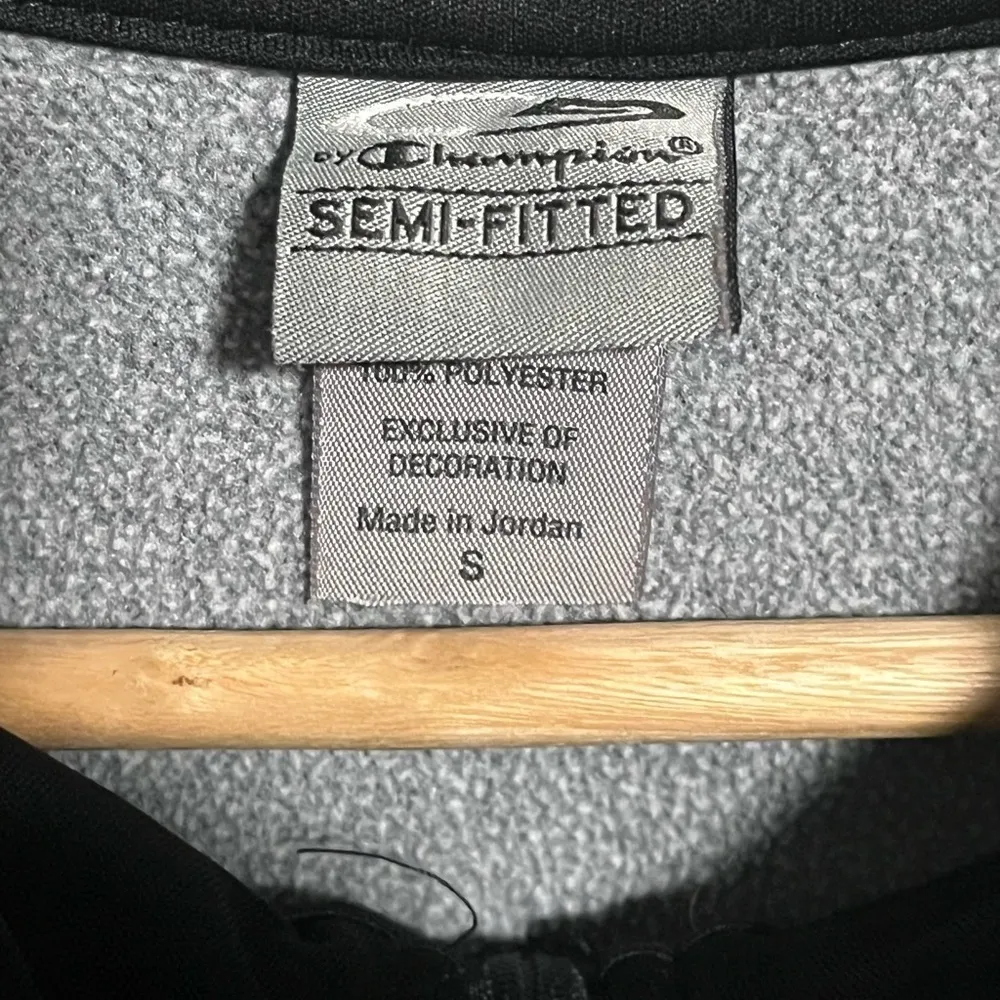 BY Champion®
SEMI-FITTED
100% POLYESTER
EXCLUSIVE OF
DECORATION
Made in Jordan
S